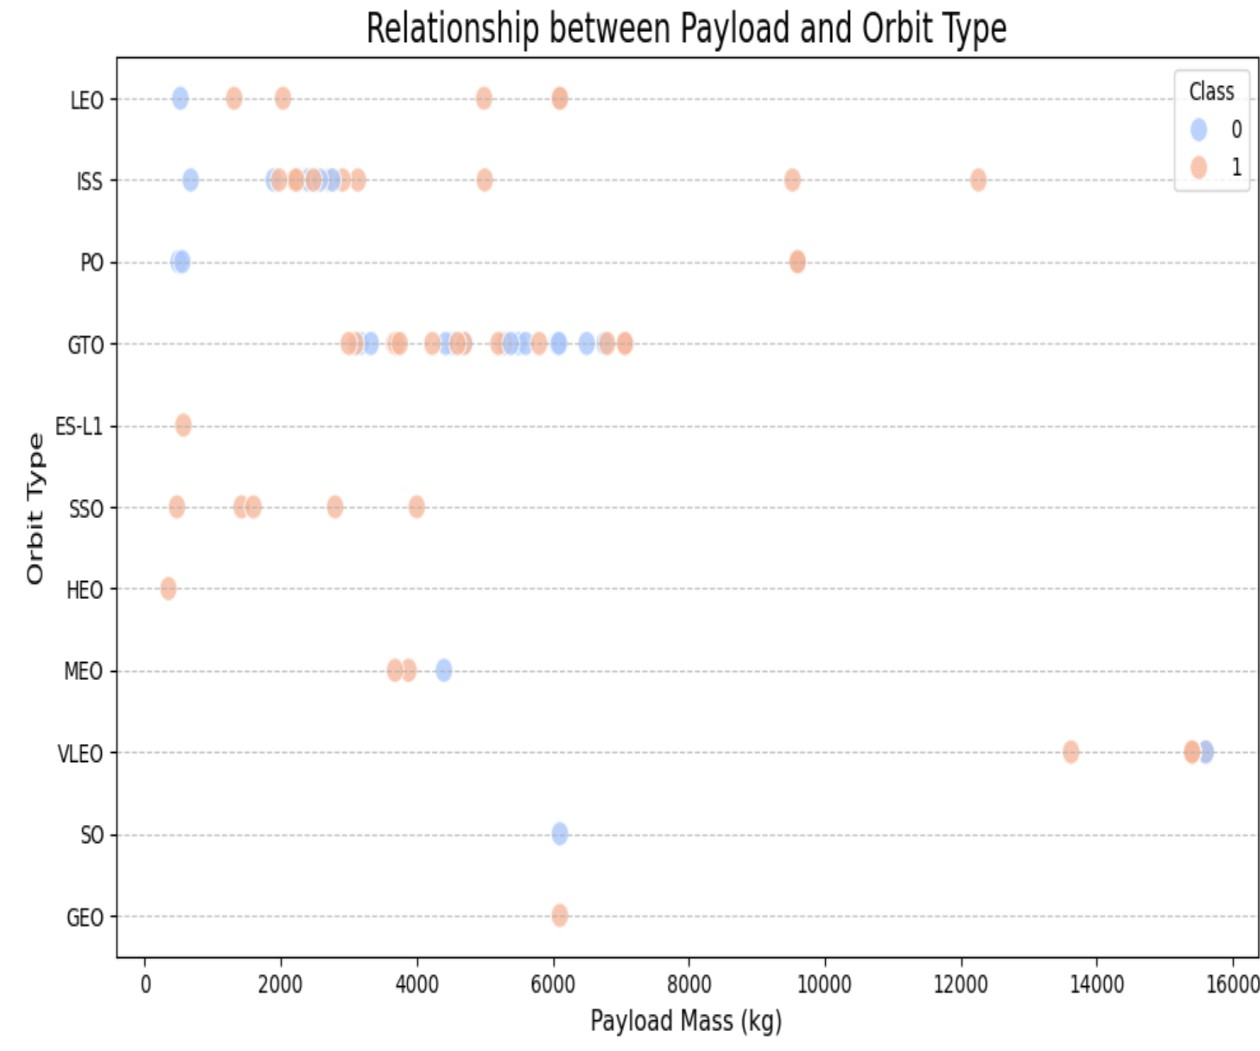 Relationship between Payload and Orbit Type
Class
0
1
LEO
ISS
PO
GTO
ES-L1
SSO
HEO
MEO
VLEO
SO
GEO
Orbit Type
0 2000 4000 6000 8000 10000 12000 14000 16000
Payload Mass (kg)